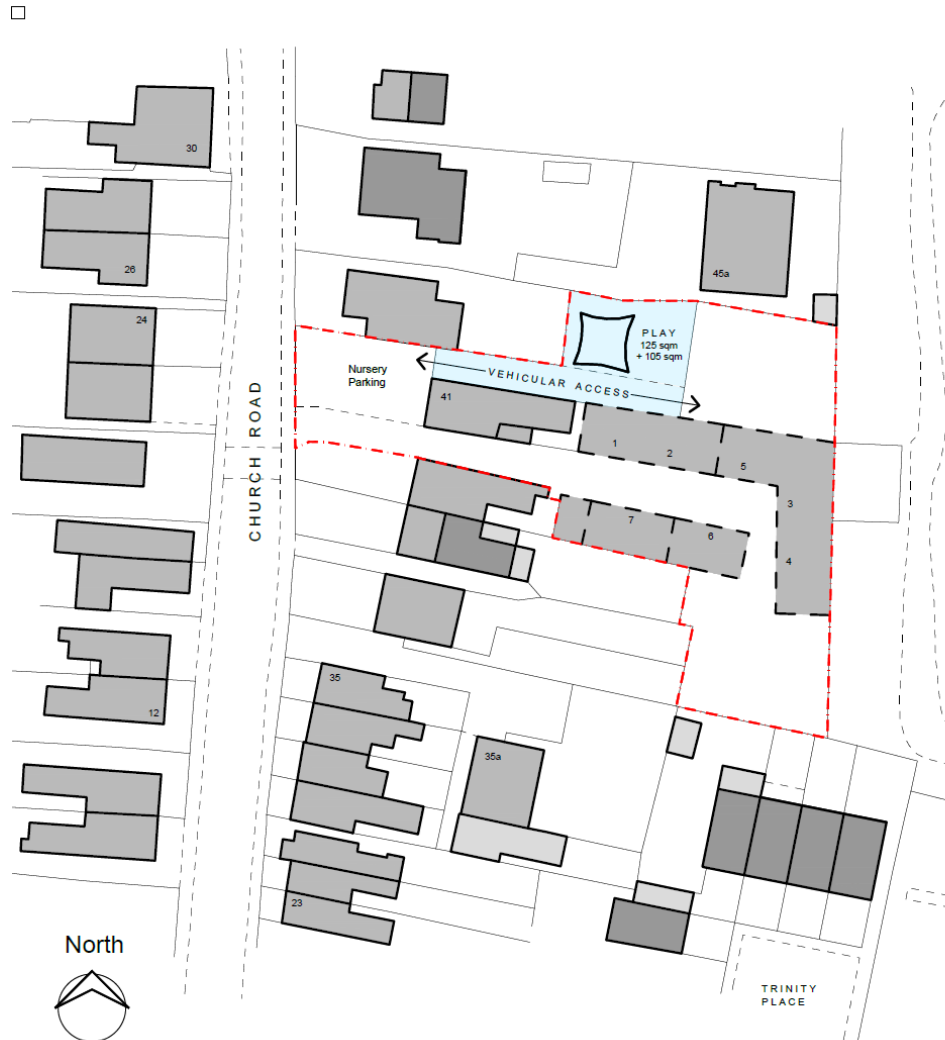 30
26
24
45a
PLAY
125 sqm
+ 105 sqm
Nursery
Parking
VEHICULAR ACCESS
41
CHURCH ROAD
1
2
5
3
7
6
4
12
35
35a
23
North
TRINITY
PLACE